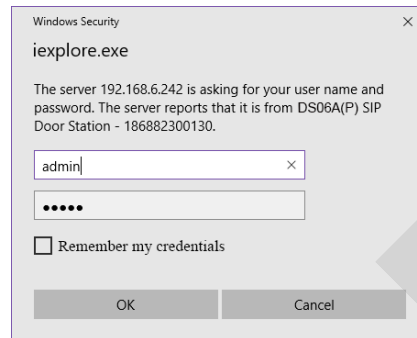 Windows Security
iexplore.exe
The server 192.168.6.242 is asking for your user name and
password. The server reports that it is from DS06A(P) SIP
Door Station - 186882300130.
admin
•••••
Remember my credentials
OK
Cancel